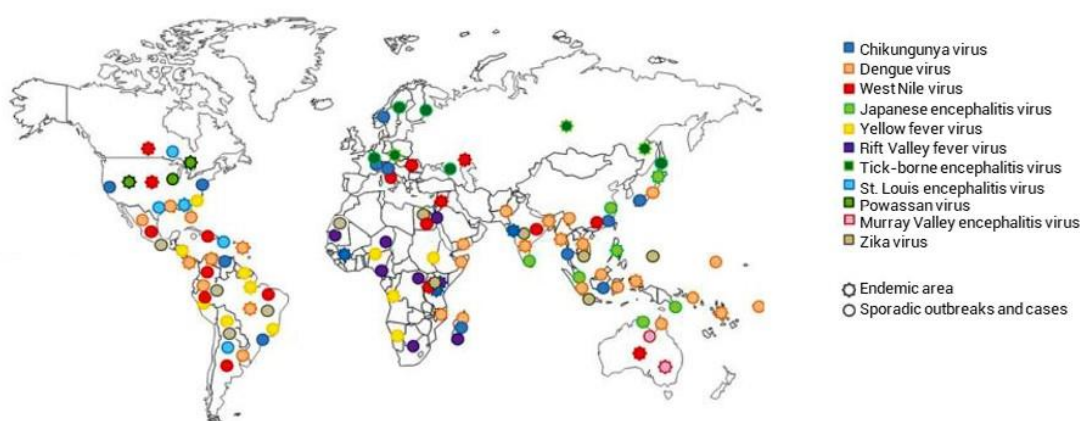 Chikungunya virus
Dengue virus
West Nile virus
Japanese encephalitis virus
Yellow fever virus
Rift Valley fever virus
Tick-borne encephalitis virus
St. Louis encephalitis virus
Powassan virus
Murray Valley encephalitis virus
Zika virus
Endemic area
Sporadic outbreaks and cases